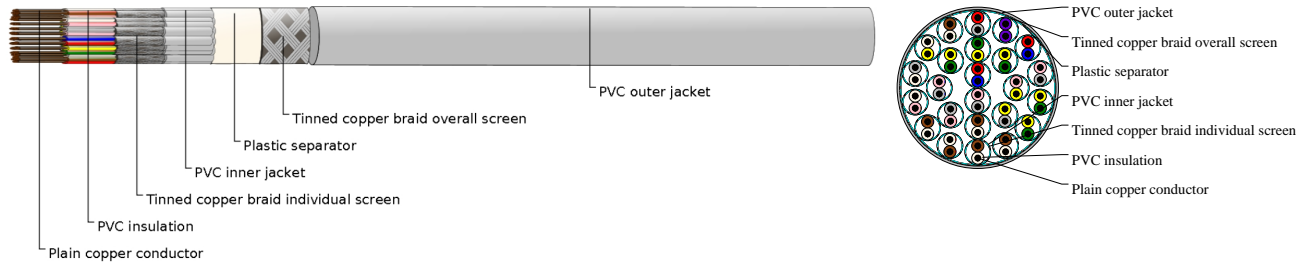 PVC outer jacket
Tinned copper braid overall screen
Plastic separator
PVC inner jacket
Tinned copper braid individual screen
PVC insulation
Plain copper conductor
PVC outer jacket
Tinned copper braid overall screen
Plastic separator
PVC inner jacket
Tinned copper braid individual screen
PVC insulation
Plain copper conductor